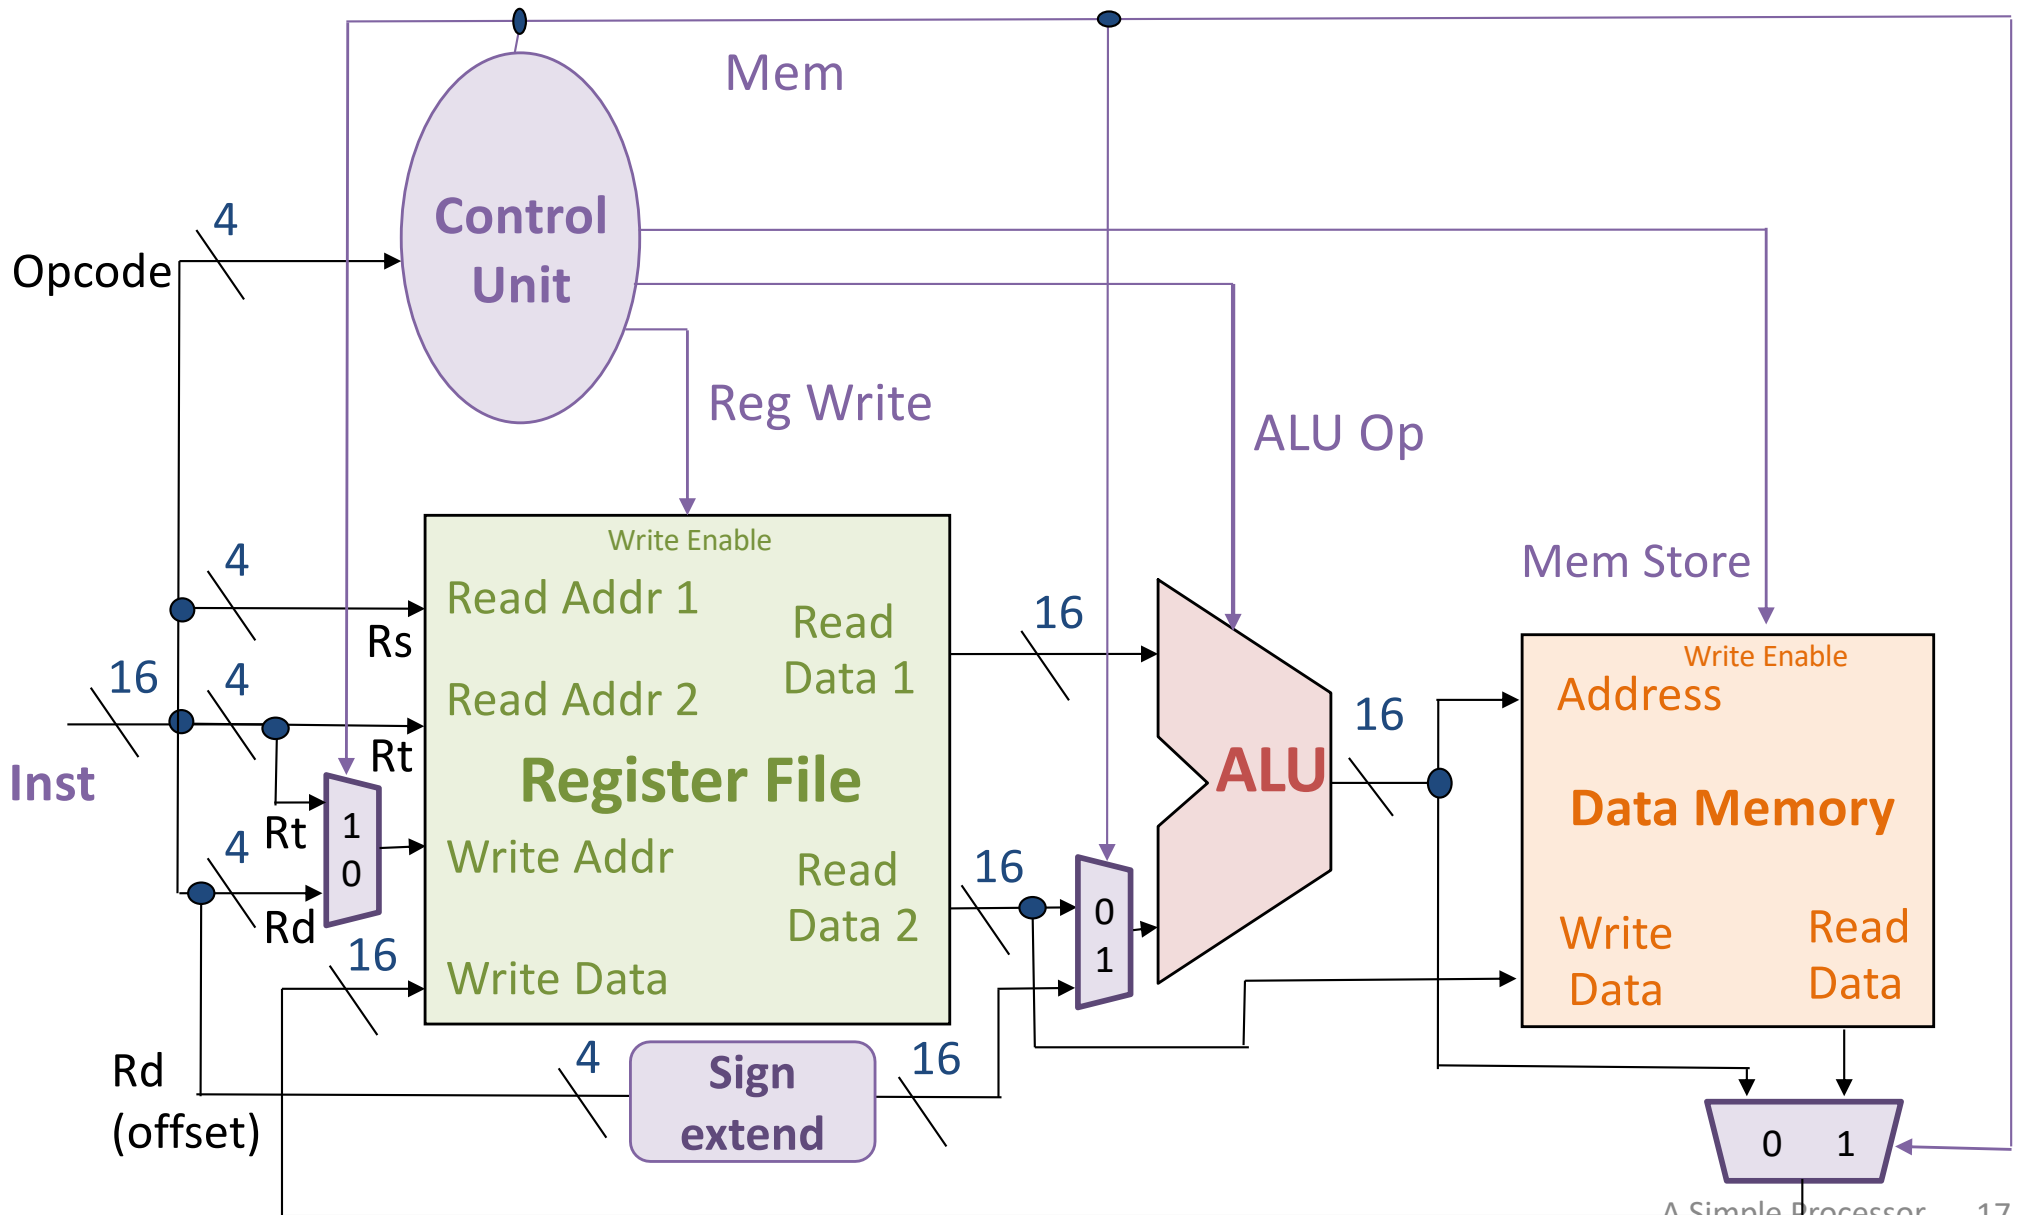 Mem
Control
Unit
4
Opcode
Reg Write
ALU Op
Mem Store
Write Enable
4
Read Addr 1
Rs
Read
Data 1
16
16
4
Read Addr 2
Rt
Inst
Register File
Rt
1
0
4
Rd
Write Addr
Read
Data 2
16
16
Write Data
0
1
ALU
16
Write Enable
Address
Data Memory
Write
Data
Read
Data
Rd
(offset)
4
Sign
extend
16
0 1
A Simple Processor 17